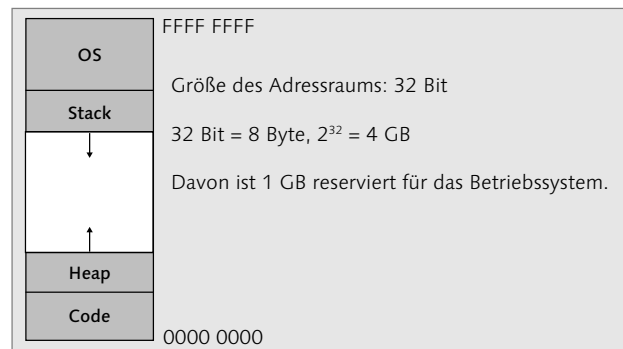 FFFF FFFF
OS
Größe des Adressraums: 32 Bit
Stack
32 Bit = 8 Byte, 2³² = 4 GB
Davon ist 1 GB reserviert für das Betriebssystem.
Heap
Code
0000 0000